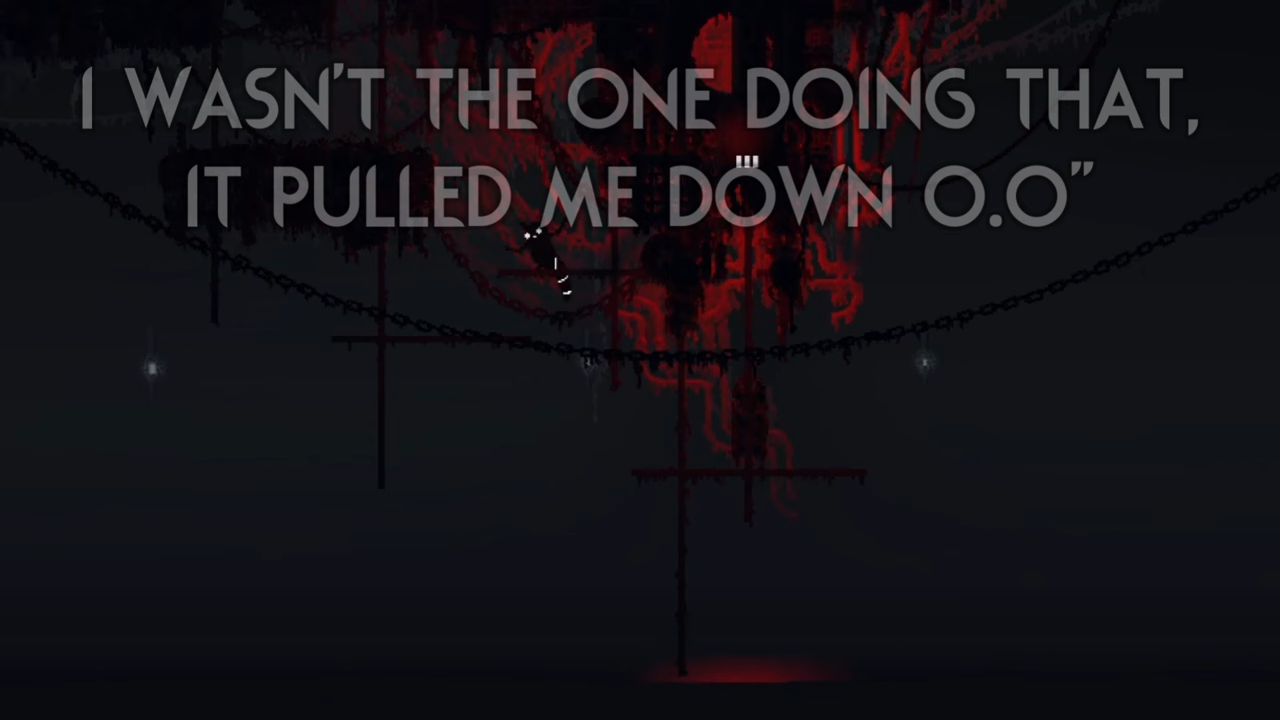 I WASN'T THE ONE DOING THAT,
IT PULLED ME DOWN O.O"